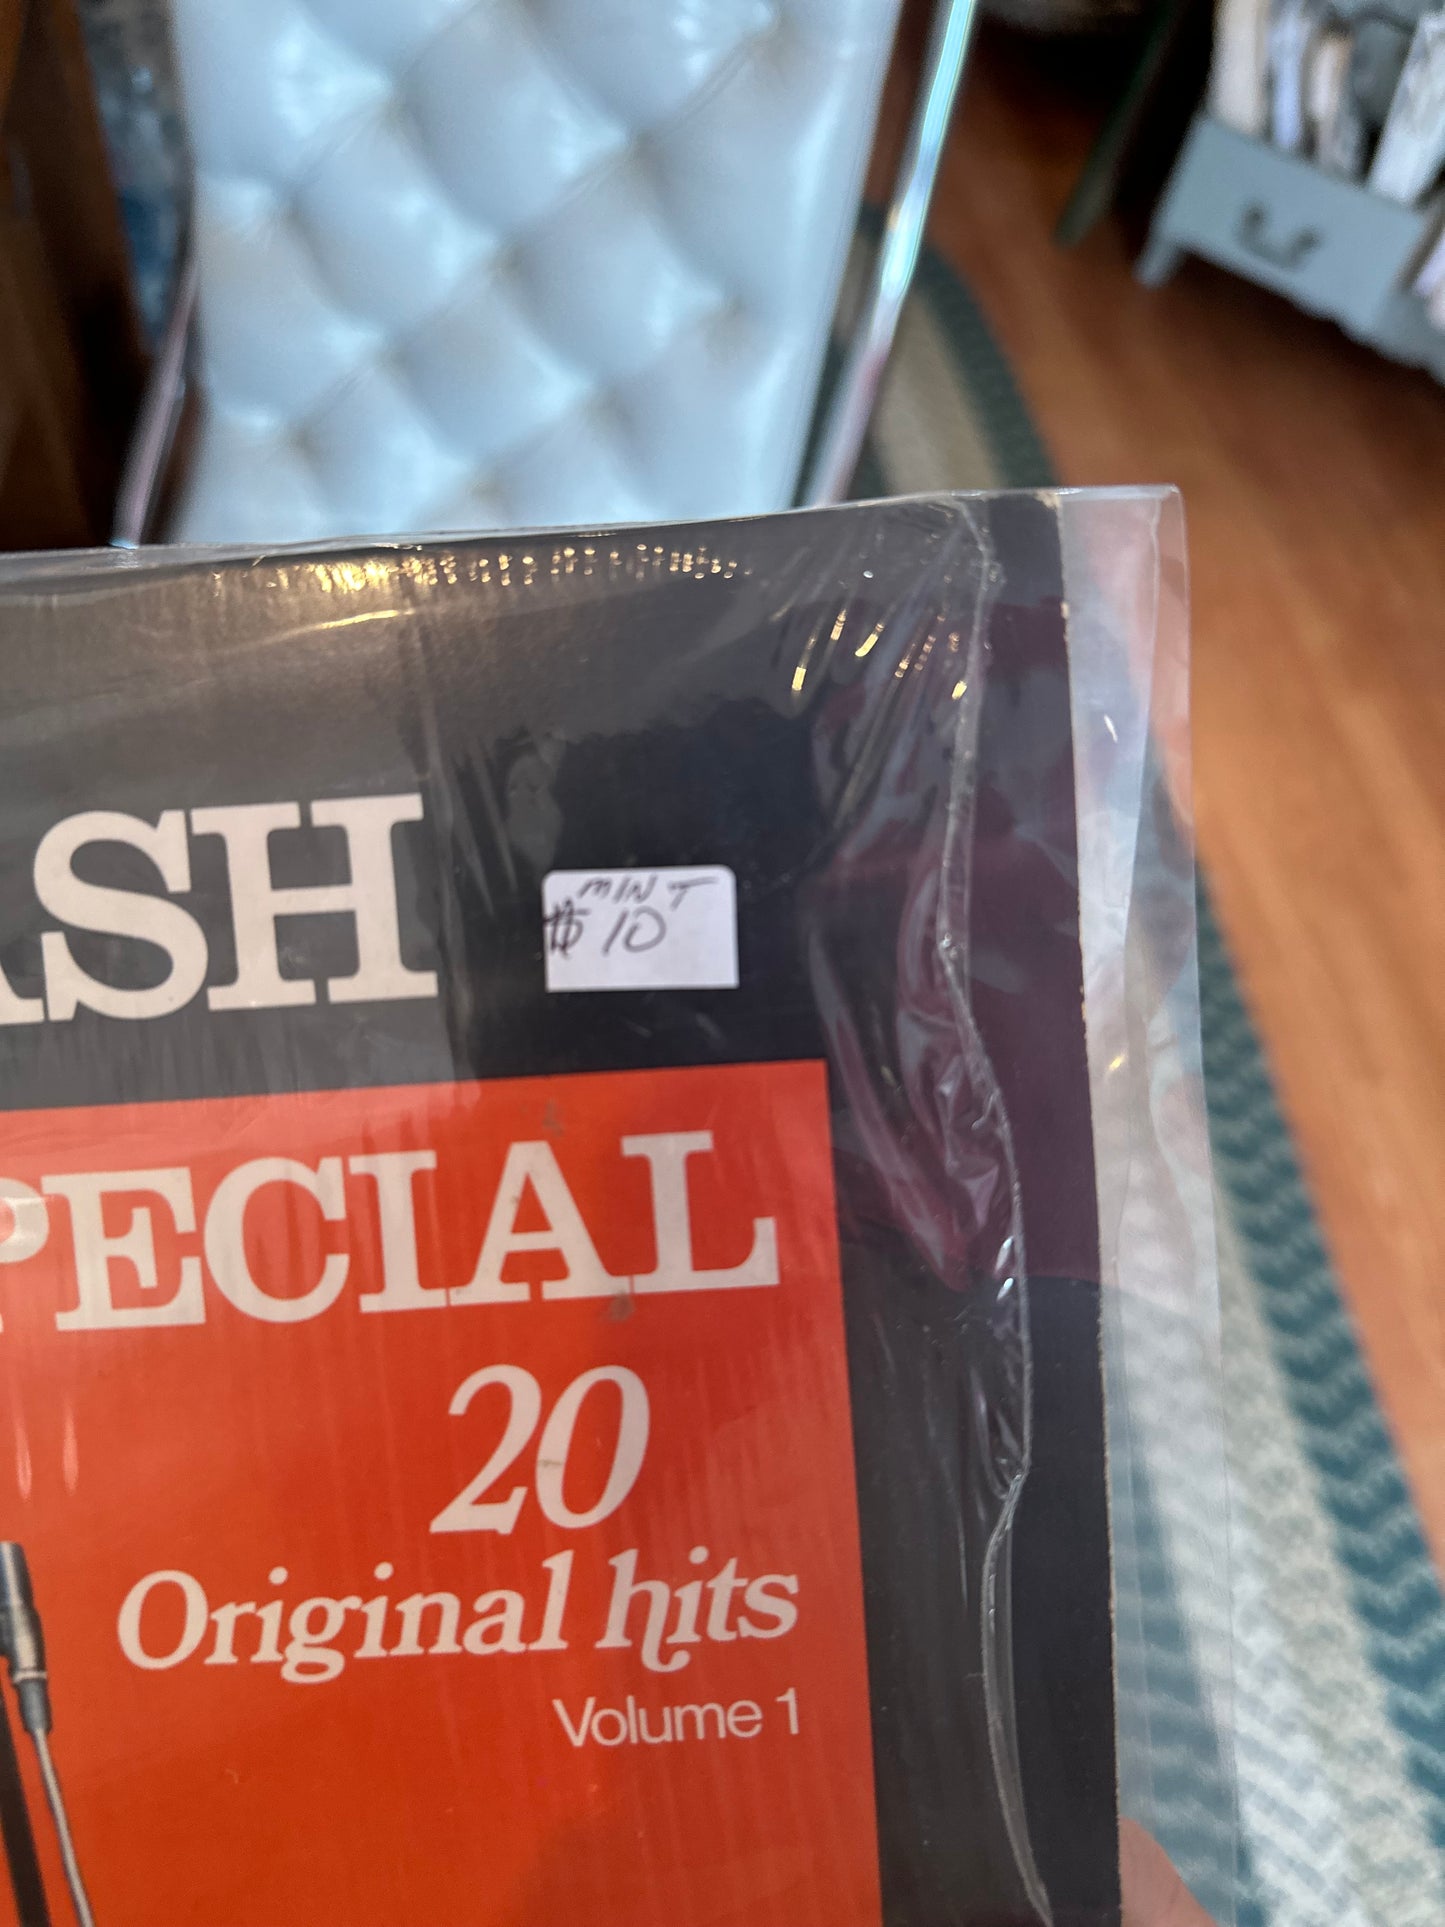 ASH
MINT
$10
PECIAL
20
Original hits
Volume 1